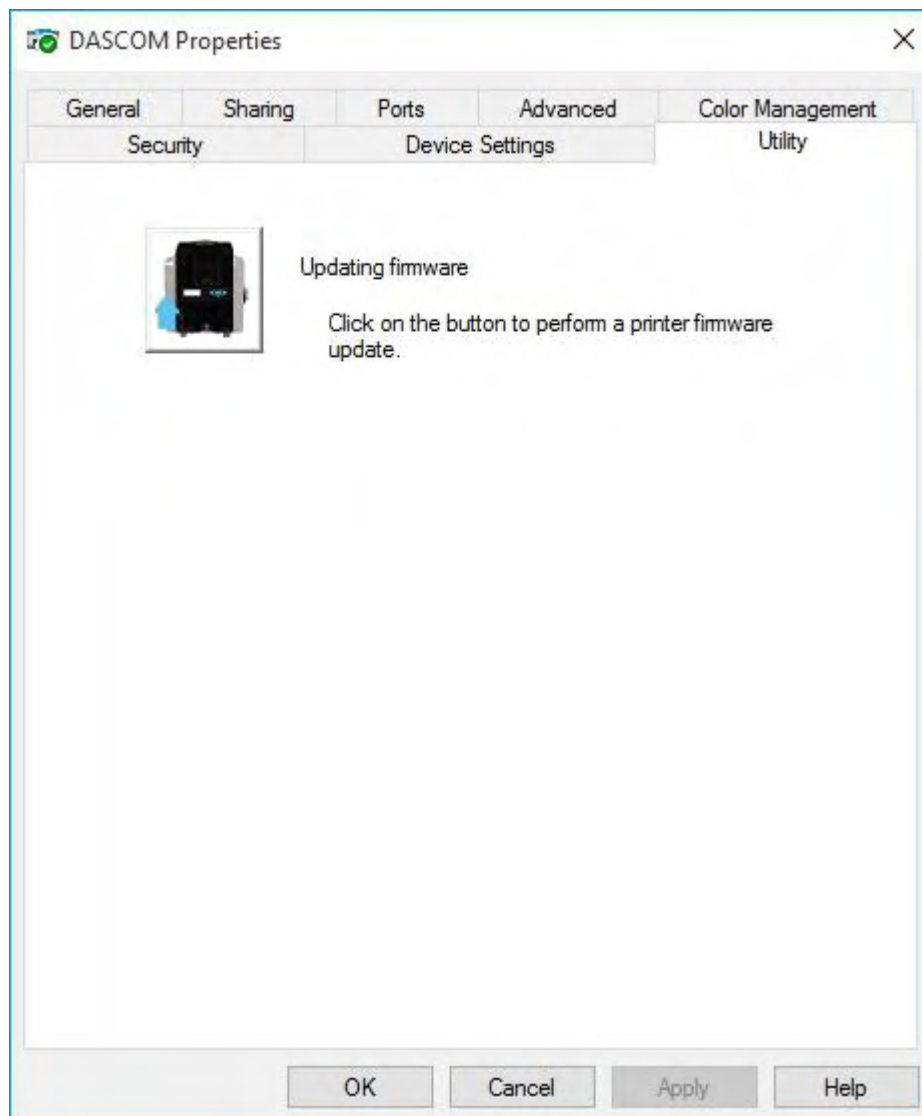 DASCOM Properties
General Sharing Ports Advanced Color Management
Security Device Settings Utility
Updating firmware
Click on the button to perform a printer firmware
update.
OK Cancel Apply Help